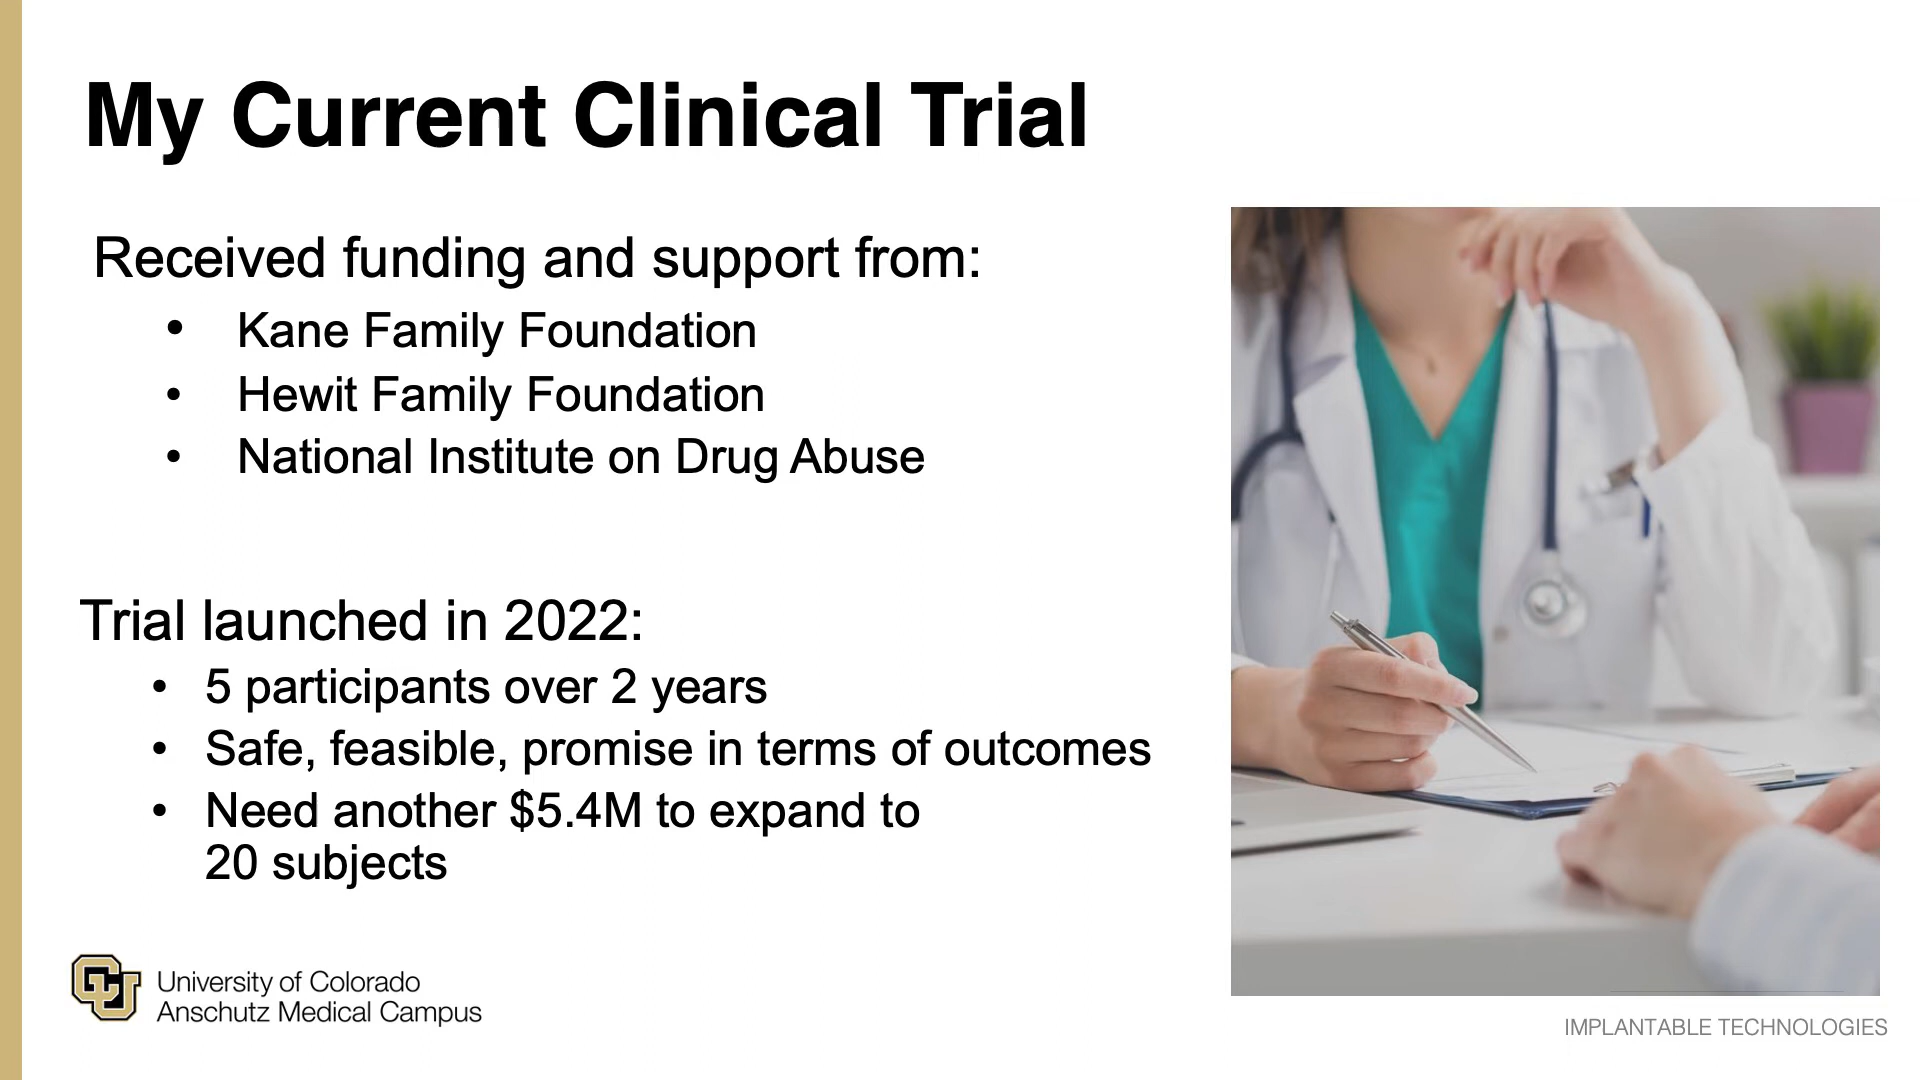 My Current Clinical Trial
Received funding and support from:
• Kane Family Foundation
• Hewit Family Foundation
• National Institute on Drug Abuse
Trial launched in 2022:
• 5 participants over 2 years
• Safe, feasible, promise in terms of outcomes
• Need another $5.4M to expand to
20 subjects
CU
University of Colorado
Anschutz Medical Campus
IMPLANTABLE TECHNOLOGIES